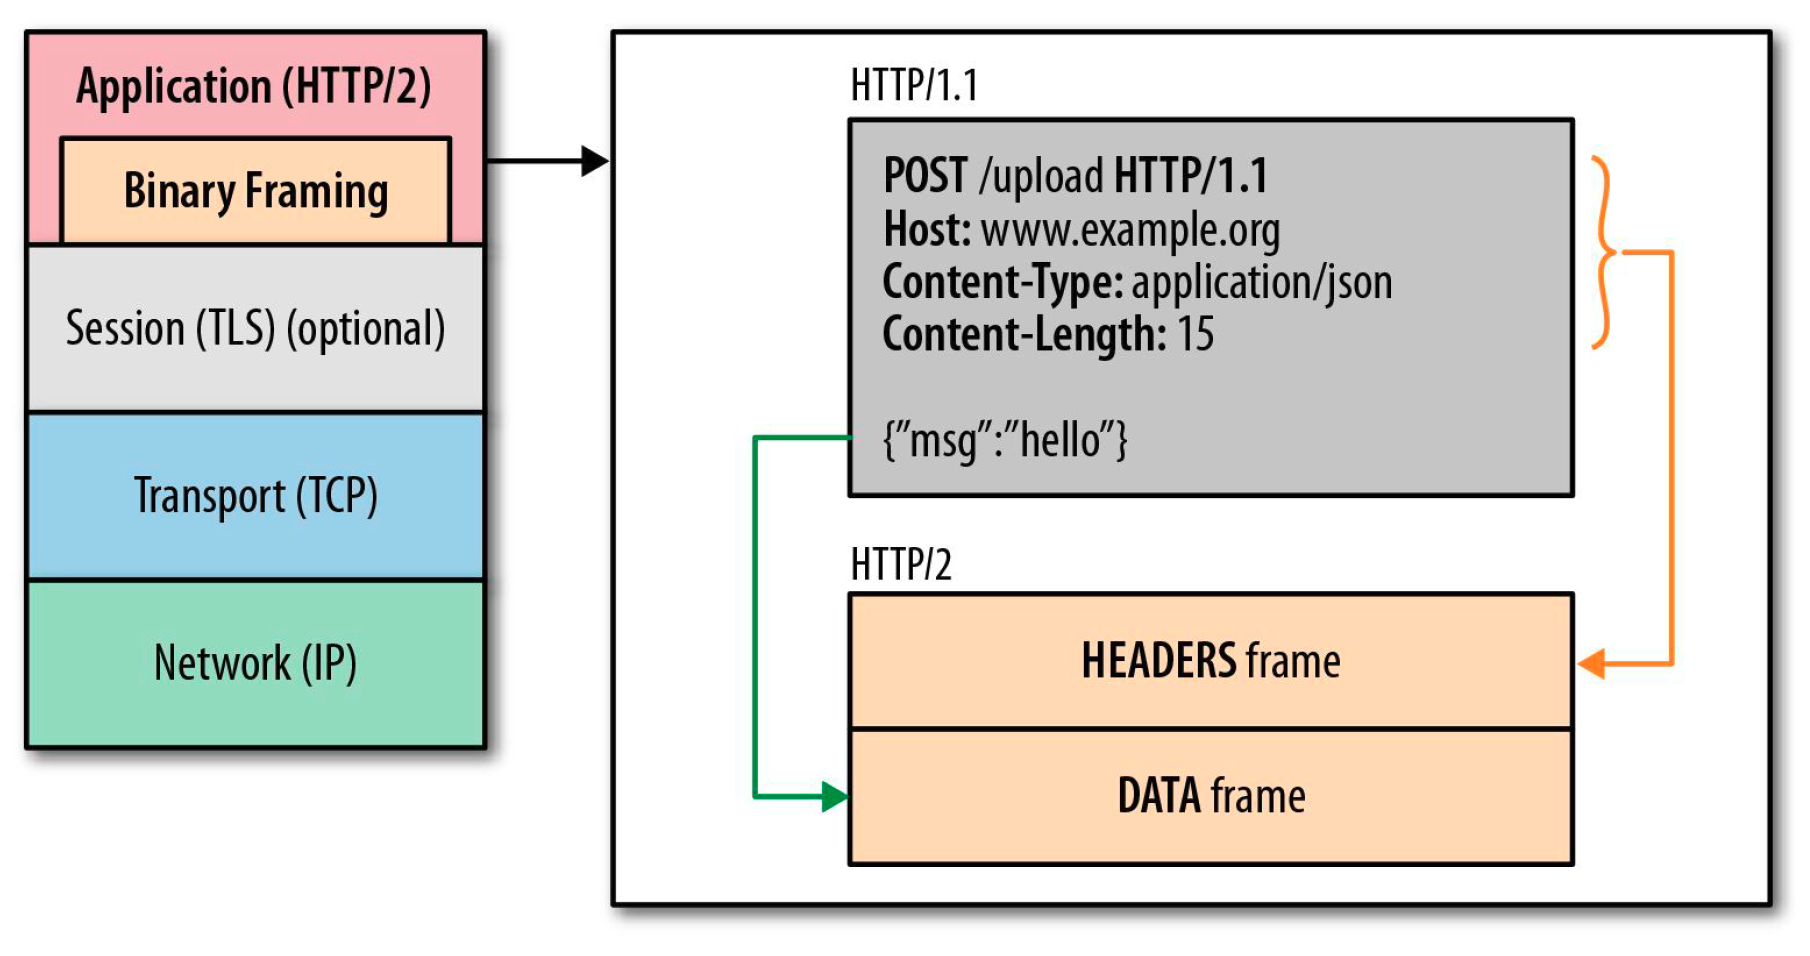 Application (HTTP/2)
Binary Framing
Session (TLS) (optional)
Transport (TCP)
Network (IP)
HTTP/1.1
POST /upload HTTP/1.1
Host: www.example.org
Content-Type: application/json
Content-Length: 15
{”msg”:”hello”}
HTTP/2
HEADERS frame
DATA frame